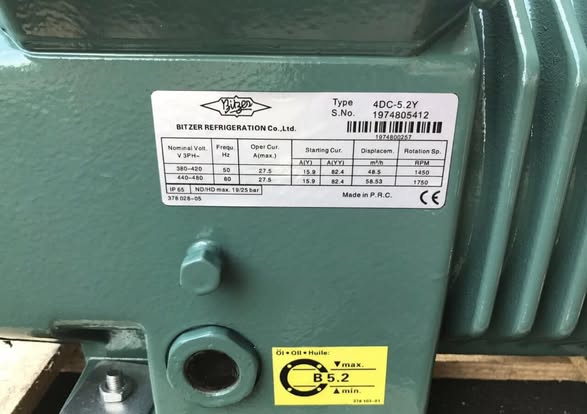 Bitzer
Type 4DC-5.2Y
S.No. 1974805412
BITZER REFRIGERATION Co.,Ltd.
1974800257
Nominal Volt. Frequ. Oper Cur. Starting Cur. Displacem. Rotation Sp.
V 3PH~ Hz A(max.) A(Y) A(YY) m³/h RPM
380-420 50 27.5 15.9 82.4 48.5 1450
440-480 60 27.5 15.9 82.4 58.53 1750
IP 65 ND/HD max. 19/25 bar
378 028-05 Made in P.R.C. CE
Öl • Oil • Huile:
max.
B 5.2
min.
378 103-01